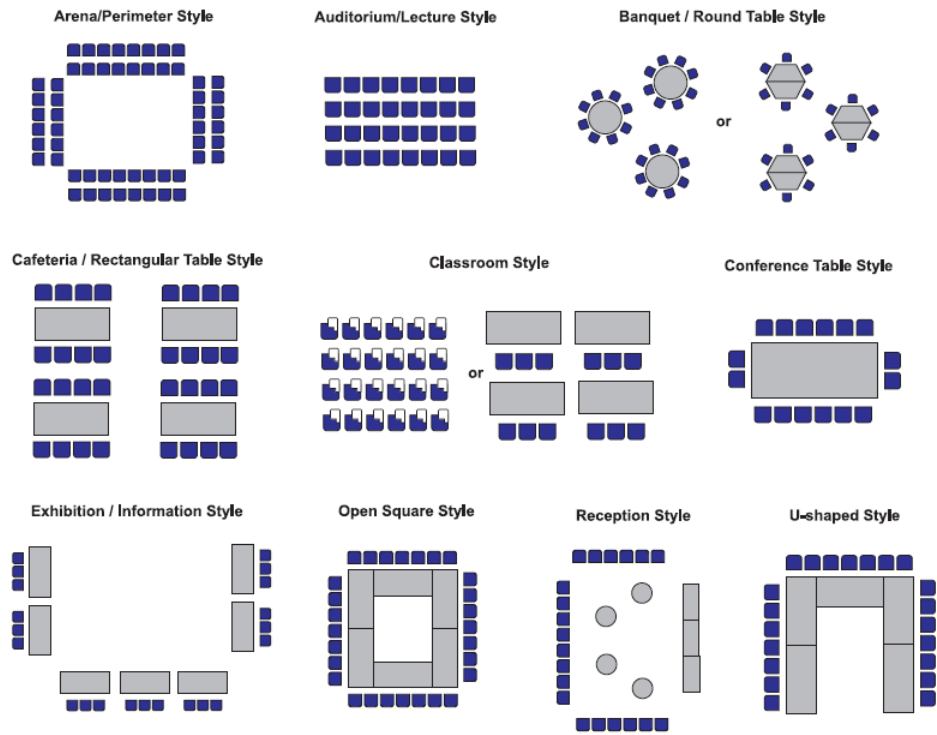 Arena/Perimeter Style
Auditorium/Lecture Style
Banquet / Round Table Style
or
Cafeteria / Rectangular Table Style
Classroom Style
Conference Table Style
or
Exhibition / Information Style
Open Square Style
Reception Style
U-shaped Style